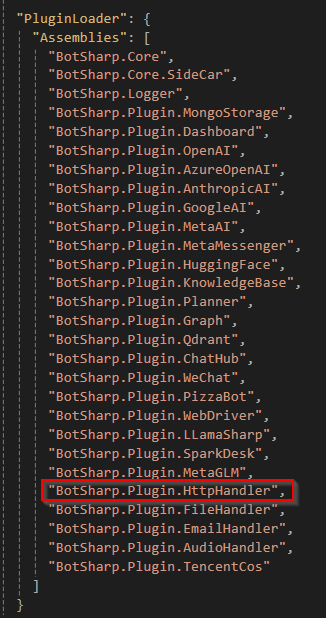 "PluginLoader": {
"Assemblies": [
"BotSharp.Core",
"BotSharp.Core.SideCar",
"BotSharp.Logger",
"BotSharp.Plugin.MongoStorage",
"BotSharp.Plugin.Dashboard",
"BotSharp.Plugin.OpenAI",
"BotSharp.Plugin.AzureOpenAI",
"BotSharp.Plugin.AnthropicAI",
"BotSharp.Plugin.GoogleAI",
"BotSharp.Plugin.MetaAI",
"BotSharp.Plugin.MetaMessenger",
"BotSharp.Plugin.HuggingFace",
"BotSharp.Plugin.KnowledgeBase",
"BotSharp.Plugin.Planner",
"BotSharp.Plugin.Graph",
"BotSharp.Plugin.Qdrant",
"BotSharp.Plugin.ChatHub",
"BotSharp.Plugin.WeChat",
"BotSharp.Plugin.PizzaBot",
"BotSharp.Plugin.WebDriver",
"BotSharp.Plugin.LLamaSharp",
"BotSharp.Plugin.SparkDesk",
"BotSharp.Plugin.MetaGLM",
"BotSharp.Plugin.HttpHandler",
"BotSharp.Plugin.FileHandler",
"BotSharp.Plugin.EmailHandler",
"BotSharp.Plugin.AudioHandler",
"BotSharp.Plugin.TencentCos"
]
}